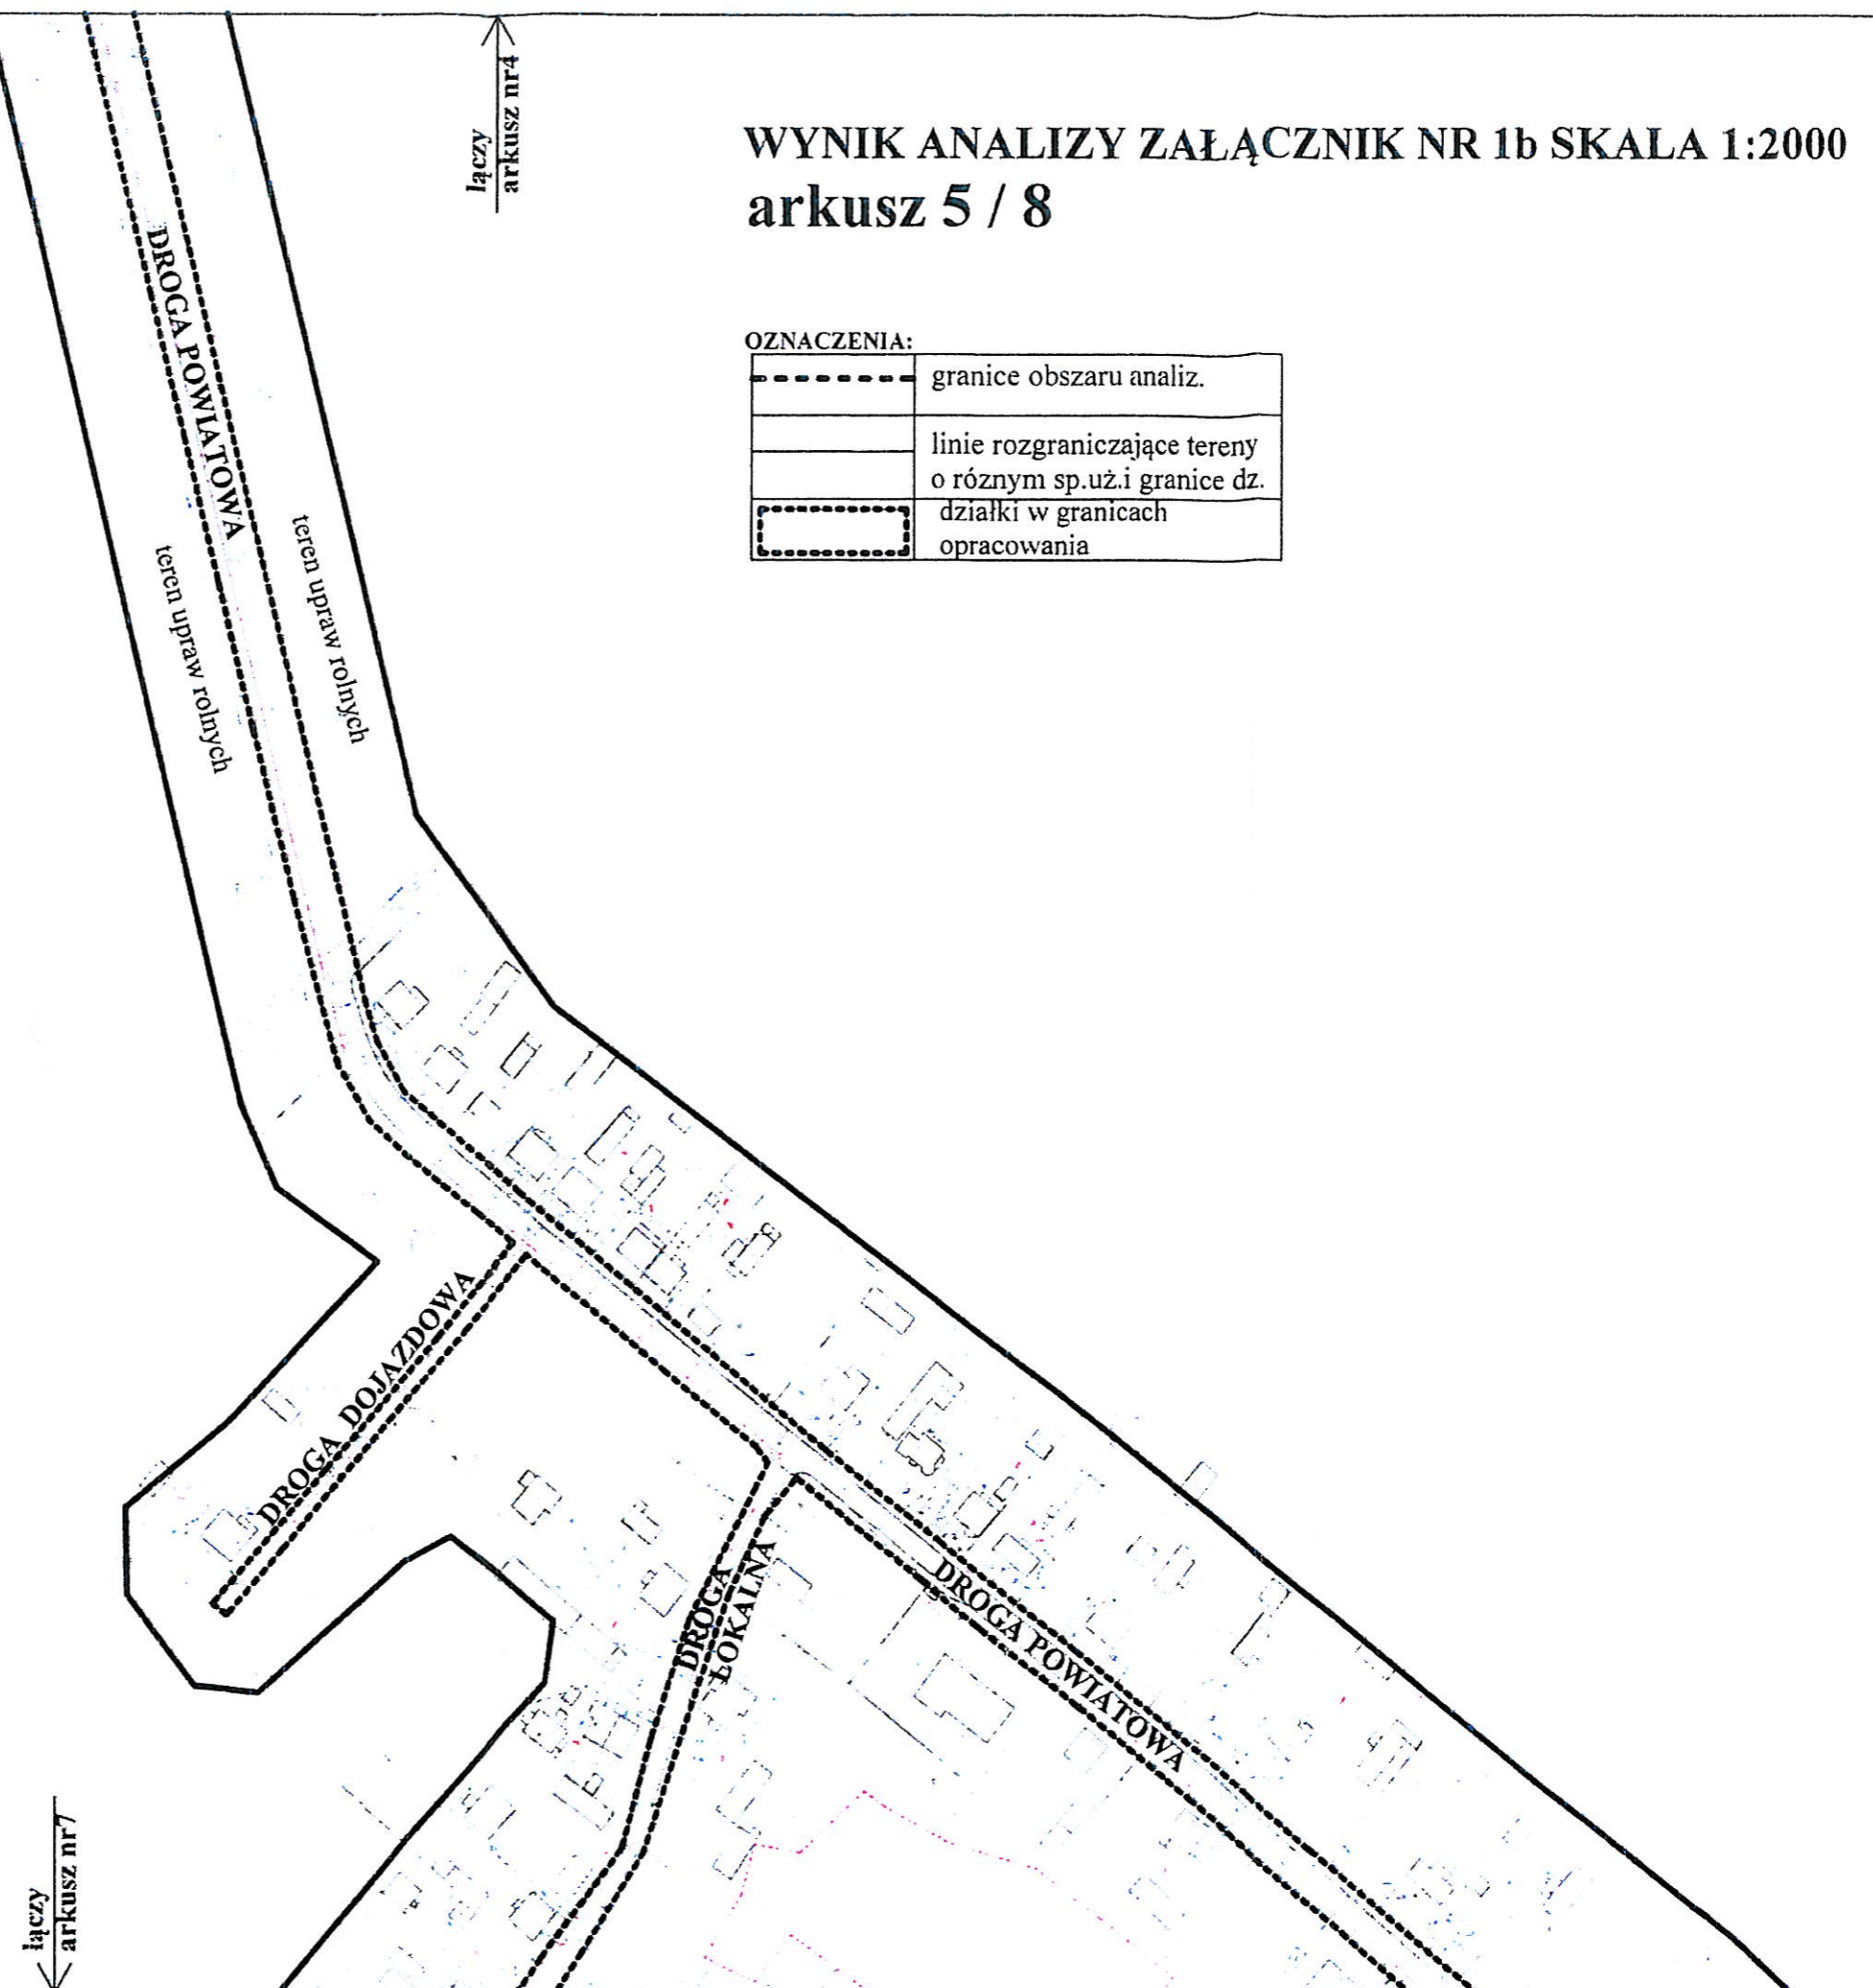 łączy
arkusz nr4
WYNIK ANALIZY ZAŁĄCZNIK NR 1b SKALA 1:2000
arkusz 5 / 8
OZNACZENIA:
granice obszaru analiz.
linie rozgraniczające tereny
o róznym sp.uż.i granice dz.
działki w granicach
opracowania
DROGA POWIATOWA
teren upraw rolnych
teren upraw rolnych
DROGA DOJAZDOWA
DROGA
ŁOKALNA
DROGA POWIATOWA
łączy
arkusz nr7